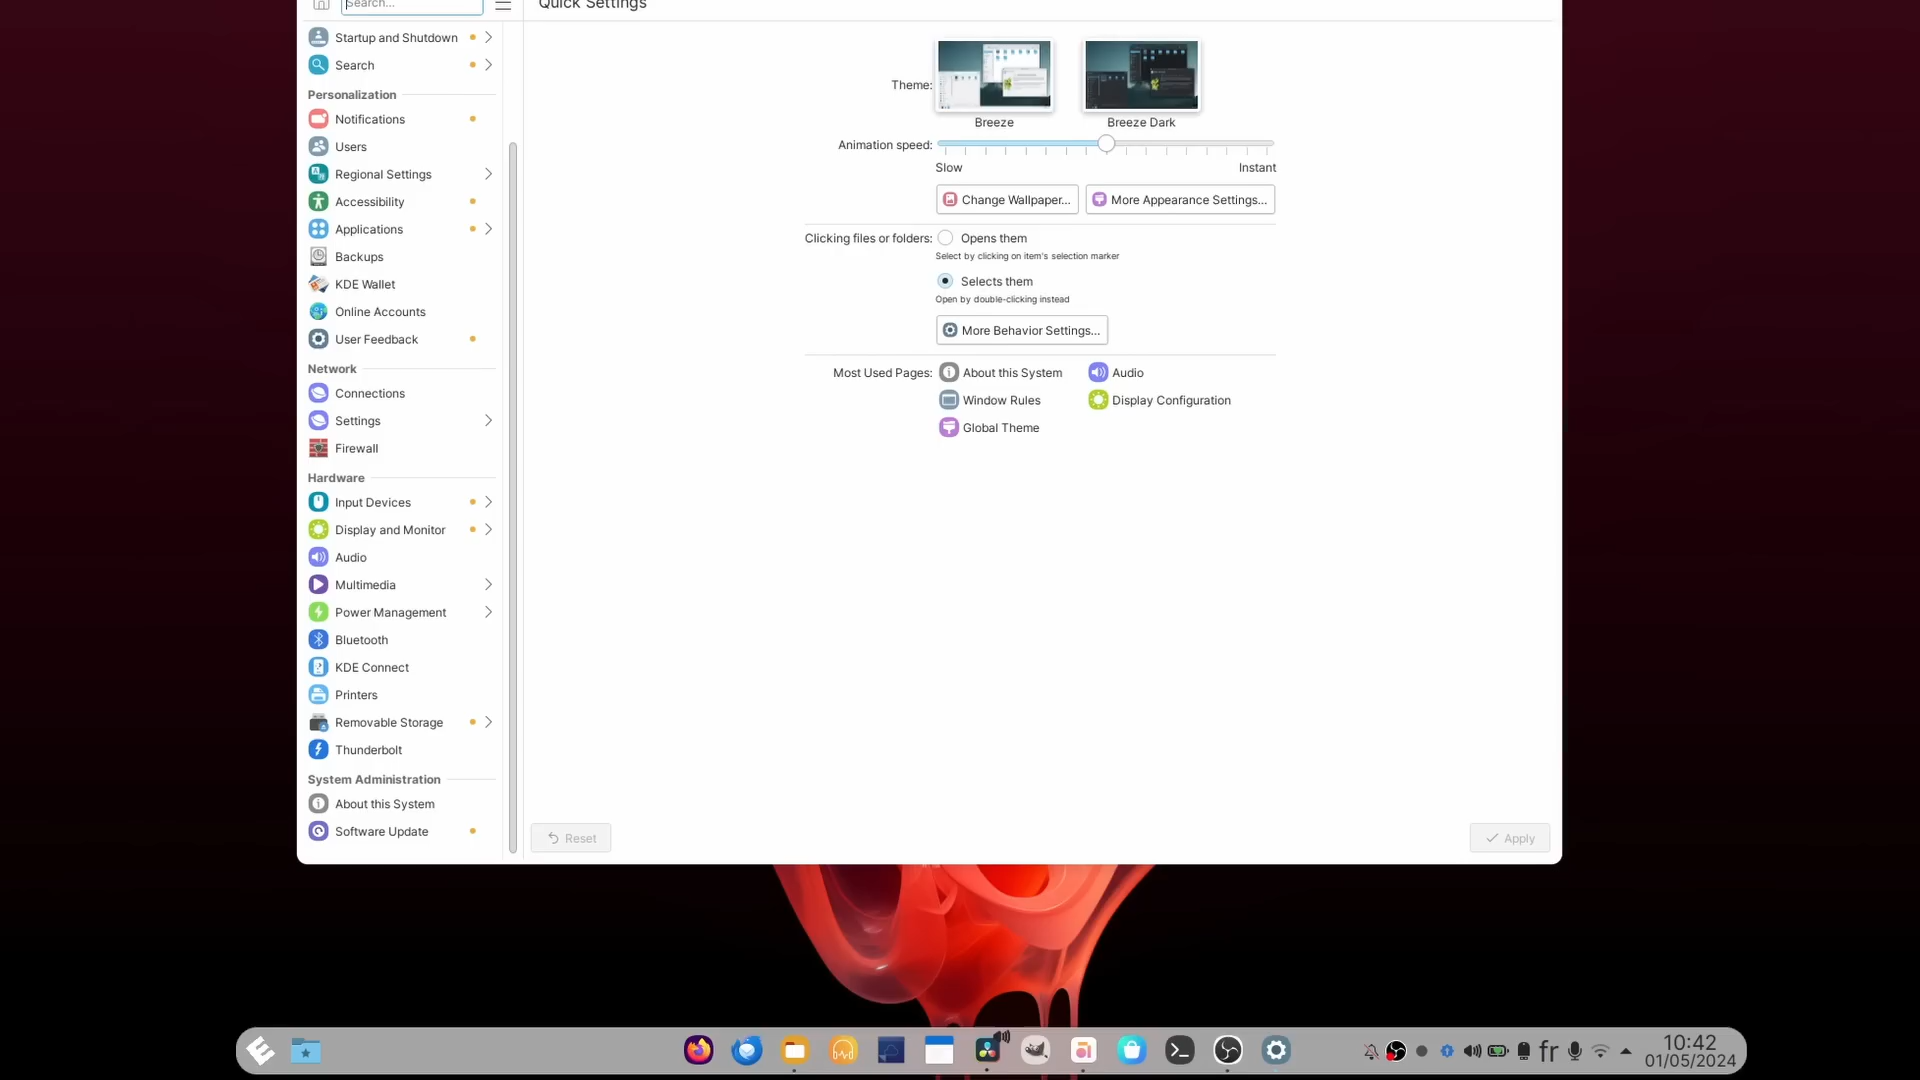 Search...
Quick Settings
Startup and Shutdown
Search
Personalization
Notifications
Users
Regional Settings
Accessibility
Applications
Backups
KDE Wallet
Online Accounts
User Feedback
Network
Connections
Settings
Firewall
Hardware
Input Devices
Display and Monitor
Audio
Multimedia
Power Management
Bluetooth
KDE Connect
Printers
Removable Storage
Thunderbolt
System Administration
About this System
Software Update
Theme:
Breeze
Breeze Dark
Animation speed:
Slow
Instant
Change Wallpaper...
More Appearance Settings...
Clicking files or folders:
Opens them
Select by clicking on item's selection marker
Selects them
Open by double-clicking instead
More Behavior Settings...
Most Used Pages:
About this System
Audio
Window Rules
Display Configuration
Global Theme
Reset
Apply
fr
10:42
01/05/2024